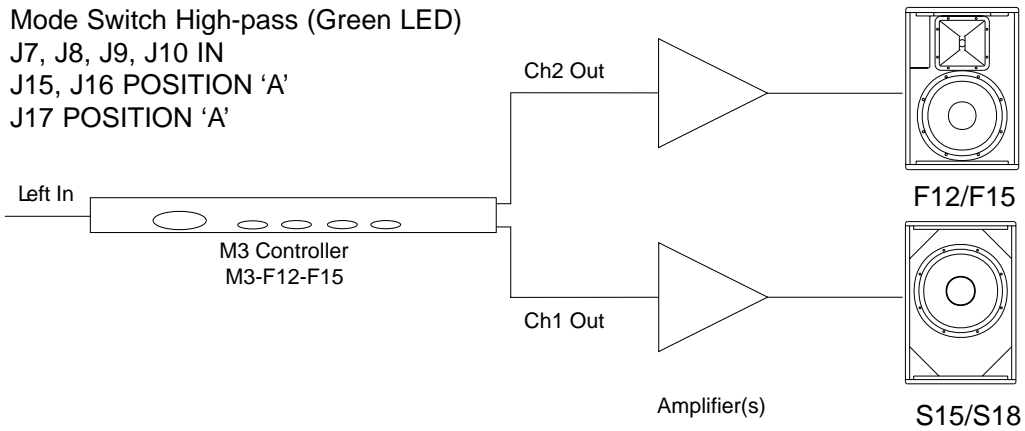 Mode Switch High-pass (Green LED)
J7, J8, J9, J10 IN
J15, J16 POSITION ‘A’
J17 POSITION ‘A’
Ch2 Out
Left In
F12/F15
M3 Controller
M3-F12-F15
Ch1 Out
Amplifier(s)
S15/S18